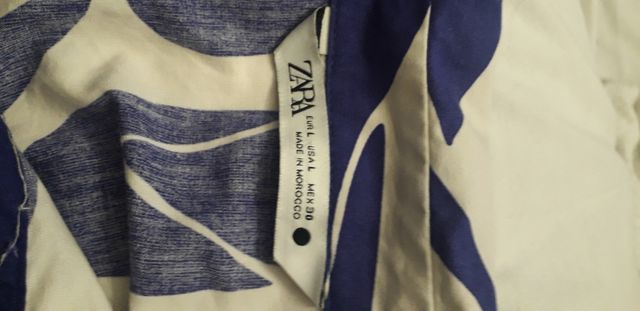 ZARA
EUR L USA L MEX 30
MADE IN MOROCCO